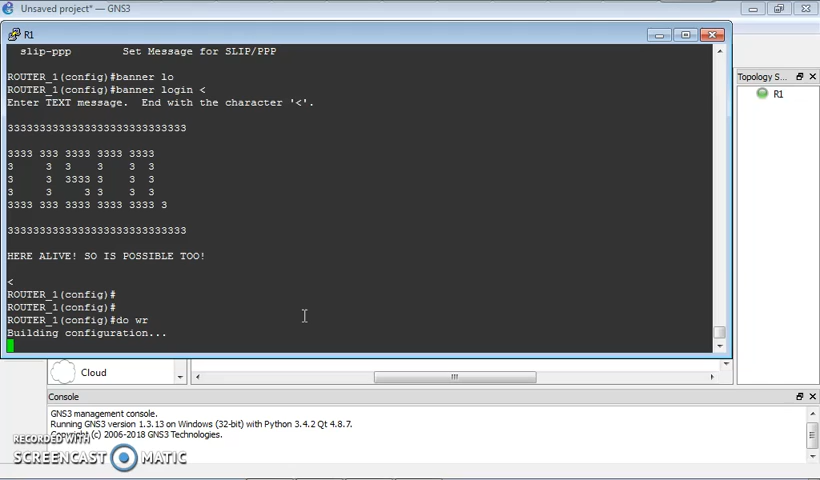 Unsaved project* — GNS3
R1
slip-ppp       Set Message for SLIP/PPP
ROUTER_1(config)#banner lo
ROUTER_1(config)#banner login <
Enter TEXT message.  End with the character '<'.
3333333333333333333333333333
3333 333 3333 3333 3333
3     3  3    3    3  3
3     3  3333 3    3  3
3     3     3 3    3  3
3333 333 3333 3333 3333 3
3333333333333333333333333333
HERE ALIVE! SO IS POSSIBLE TOO!
<
ROUTER_1(config)#
ROUTER_1(config)#
ROUTER_1(config)#do wr
Building configuration...
Topology S...
R1
Cloud
Console
GNS3 management console.
Running GNS3 version 1.3.13 on Windows (32-bit) with Python 3.4.2 Qt 4.8.7.
Copyright (c) 2006-2018 GNS3 Technologies.
RECORDED WITH
SCREENCAST MATIC